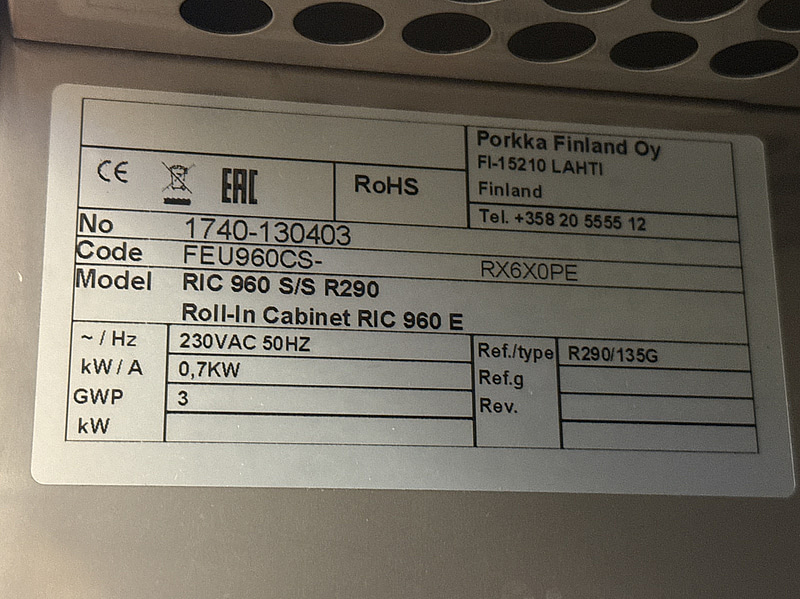 Porkka Finland Oy
FI-15210 LAHTI
Finland
Tel. +358 20 5555 12
CE EAC RoHS
No 1740-130403
Code FEU960CS- RX6X0PE
Model RIC 960 S/S R290
Roll-In Cabinet RIC 960 E
~ / Hz 230VAC 50HZ
kW / A 0,7KW
GWP 3
kW
Ref./type R290/135G
Ref.g
Rev.